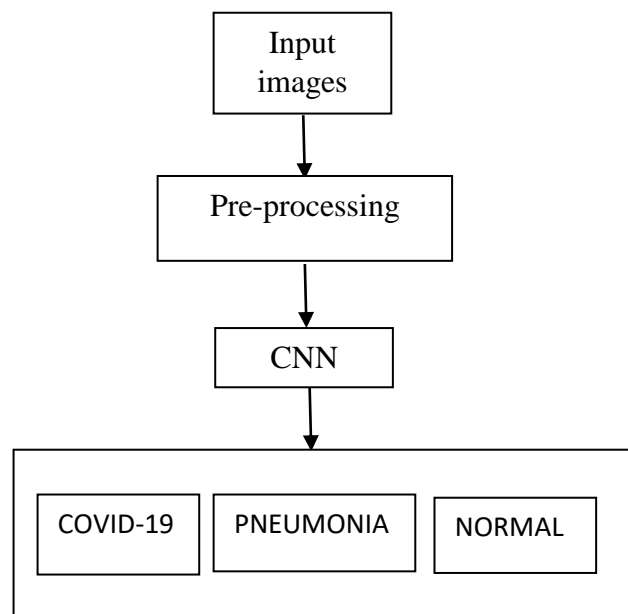 Input
images
Pre-processing
CNN
COVID-19
PNEUMONIA
NORMAL